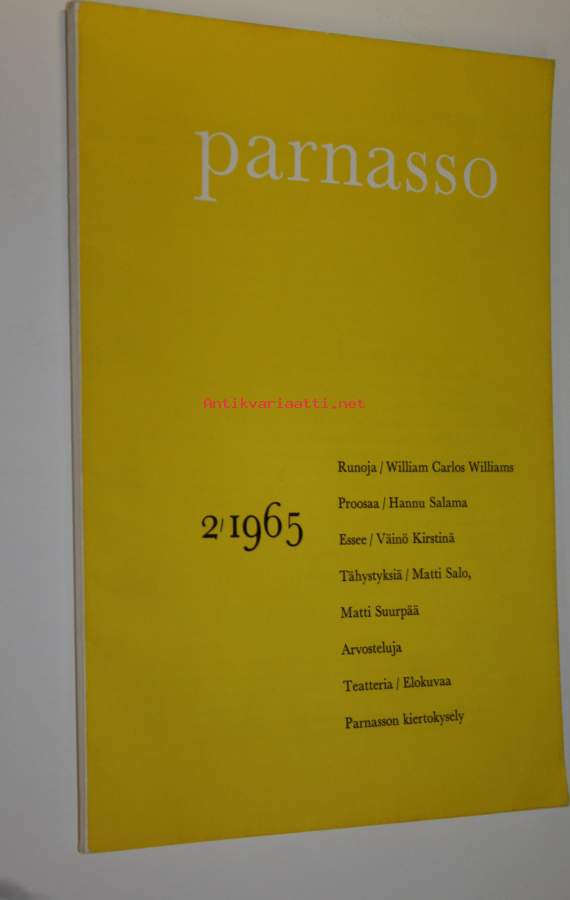 parnasso
Antikvariaatti.net
Runoja / William Carlos Williams
Proosaa / Hannu Salama
2/1965
Essee / Väinö Kirstinä
Tähystyksiä / Matti Salo,
Matti Suurpää
Arvosteluja
Teatteria / Elokuvaa
Parnasson kiertokysely